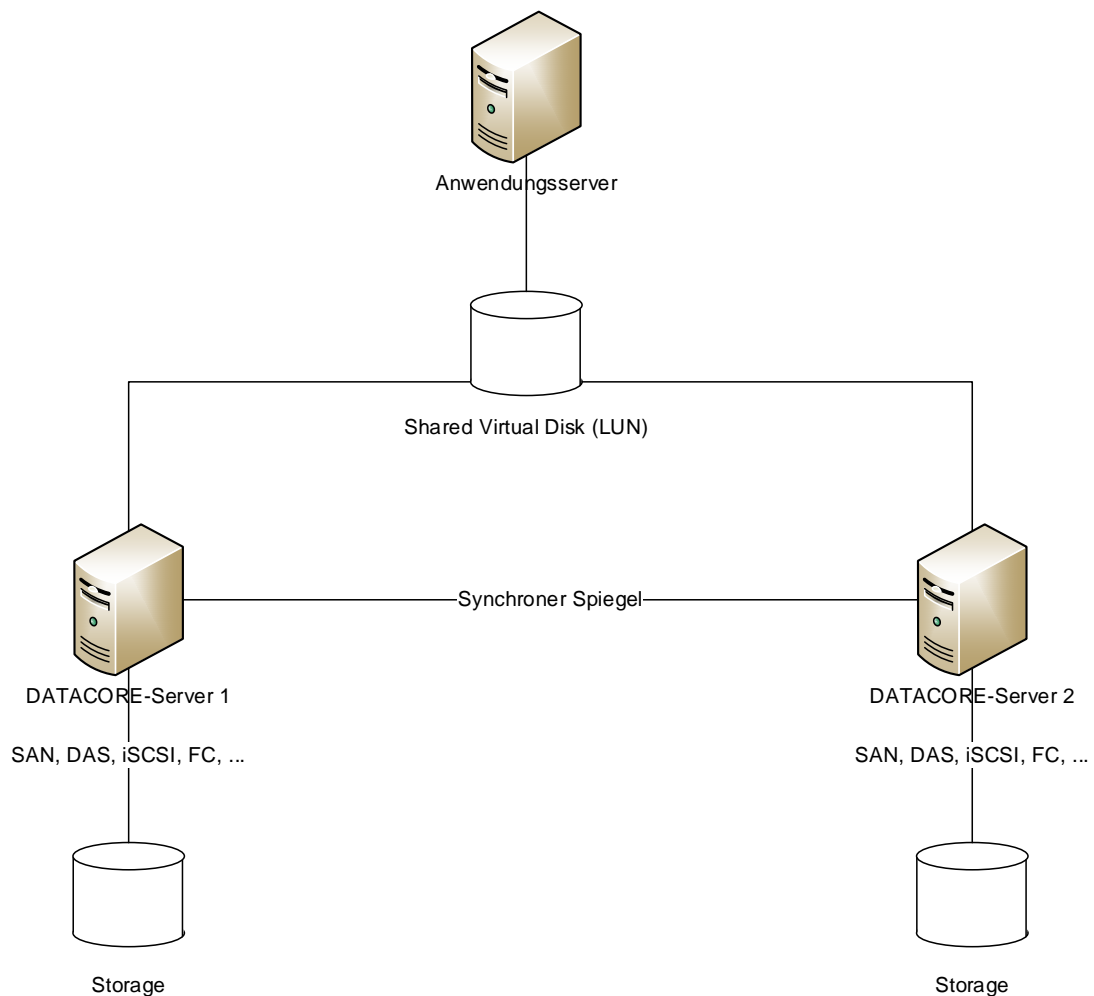 Anwendungsserver
Shared Virtual Disk (LUN)
Synchroner Spiegel
DATACORE-Server 1
DATACORE-Server 2
SAN, DAS, iSCSI, FC, ...
SAN, DAS, iSCSI, FC, ...
Storage
Storage